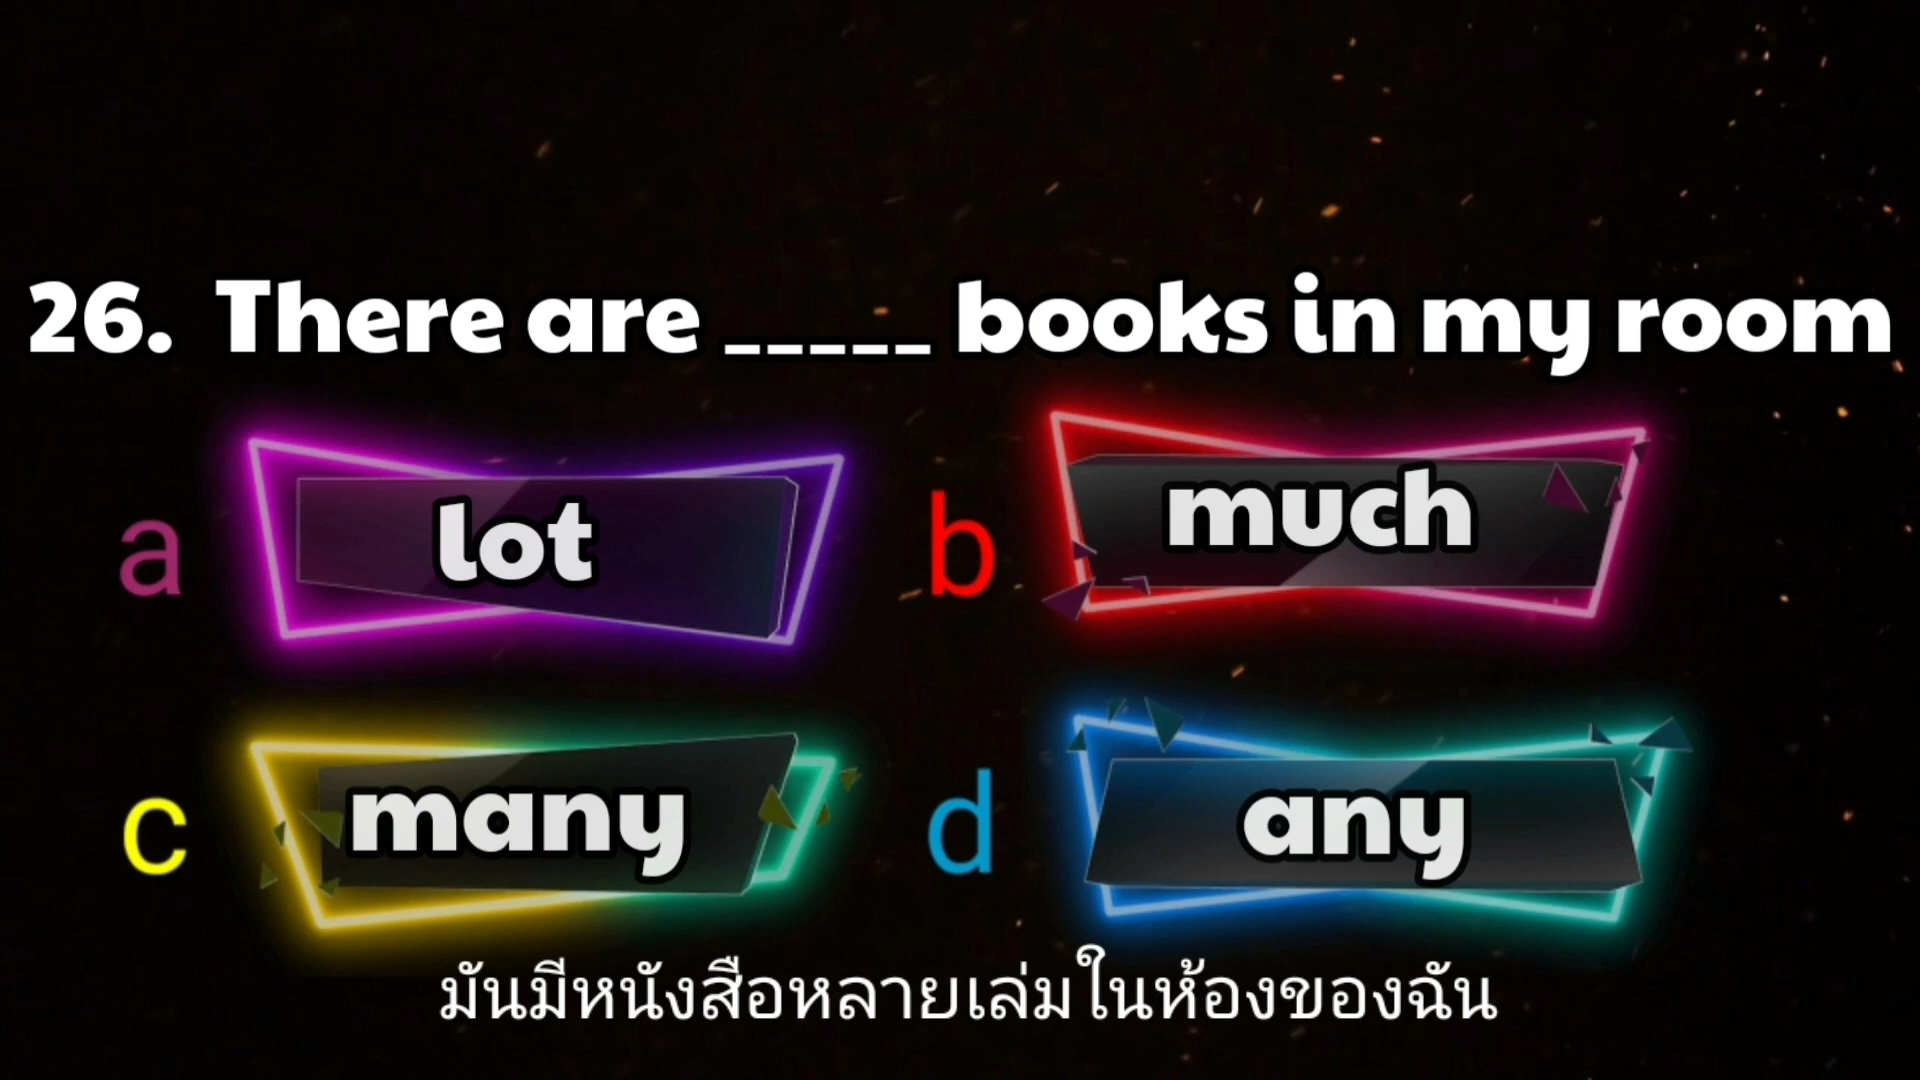 26. There are _____ books in my room
a lot
b much
c many
d any
มันมีหนังสือหลายเล่มในห้องของฉัน